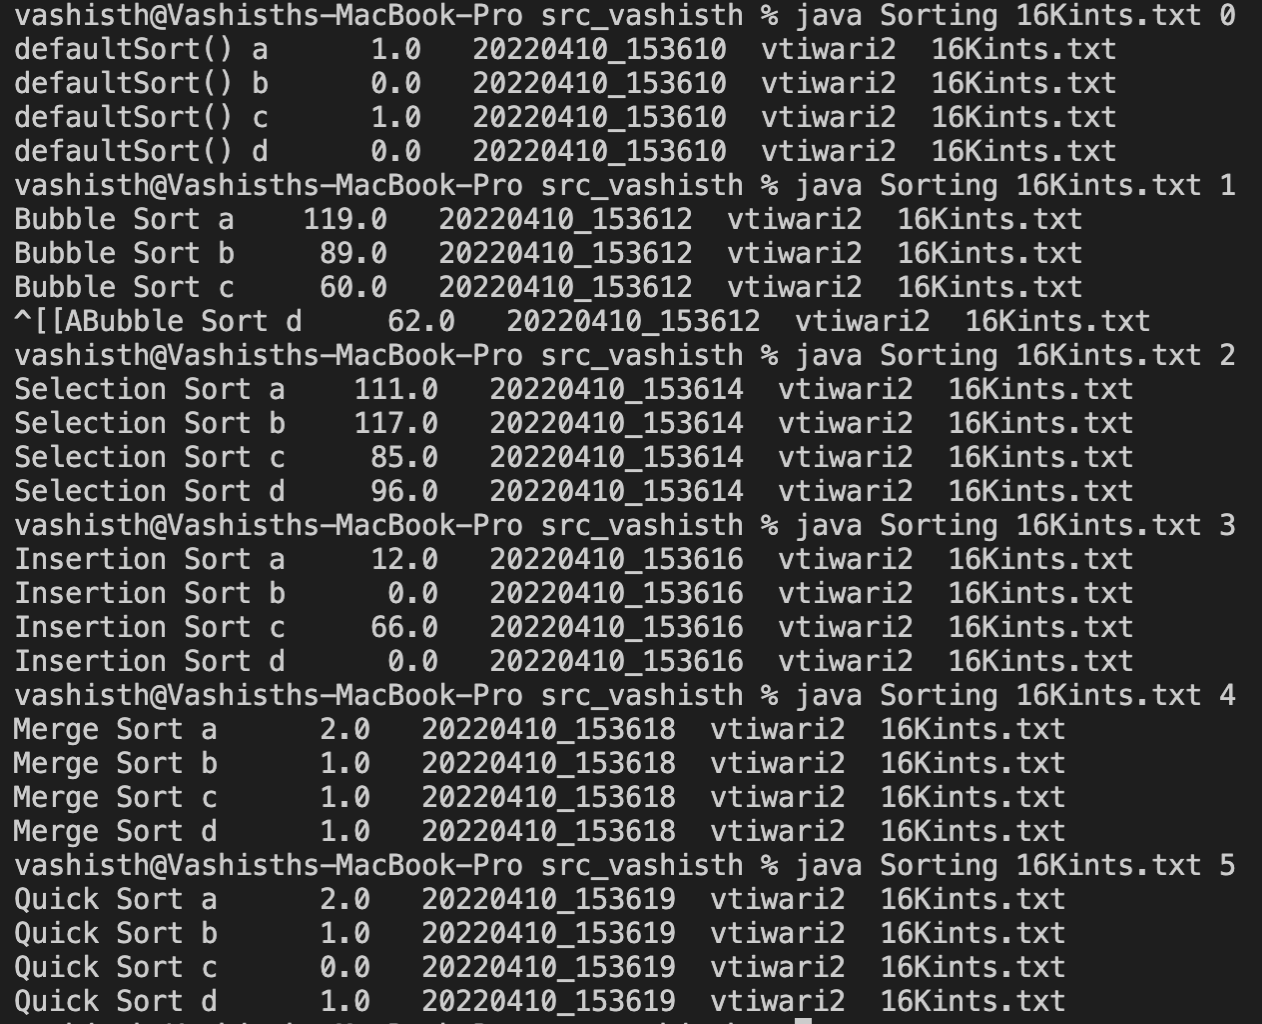 vashisth@Vashisths-MacBook-Pro src_vashisth % java Sorting 16Kints.txt 0
defaultSort() a      1.0   20220410_153610  vtiwari2  16Kints.txt
defaultSort() b      0.0   20220410_153610  vtiwari2  16Kints.txt
defaultSort() c      1.0   20220410_153610  vtiwari2  16Kints.txt
defaultSort() d      0.0   20220410_153610  vtiwari2  16Kints.txt
vashisth@Vashisths-MacBook-Pro src_vashisth % java Sorting 16Kints.txt 1
Bubble Sort a    119.0   20220410_153612  vtiwari2  16Kints.txt
Bubble Sort b     89.0   20220410_153612  vtiwari2  16Kints.txt
Bubble Sort c     60.0   20220410_153612  vtiwari2  16Kints.txt
^[[ABubble Sort d     62.0   20220410_153612  vtiwari2  16Kints.txt
vashisth@Vashisths-MacBook-Pro src_vashisth % java Sorting 16Kints.txt 2
Selection Sort a    111.0   20220410_153614  vtiwari2  16Kints.txt
Selection Sort b    117.0   20220410_153614  vtiwari2  16Kints.txt
Selection Sort c     85.0   20220410_153614  vtiwari2  16Kints.txt
Selection Sort d     96.0   20220410_153614  vtiwari2  16Kints.txt
vashisth@Vashisths-MacBook-Pro src_vashisth % java Sorting 16Kints.txt 3
Insertion Sort a     12.0   20220410_153616  vtiwari2  16Kints.txt
Insertion Sort b      0.0   20220410_153616  vtiwari2  16Kints.txt
Insertion Sort c     66.0   20220410_153616  vtiwari2  16Kints.txt
Insertion Sort d      0.0   20220410_153616  vtiwari2  16Kints.txt
vashisth@Vashisths-MacBook-Pro src_vashisth % java Sorting 16Kints.txt 4
Merge Sort a      2.0   20220410_153618  vtiwari2  16Kints.txt
Merge Sort b      1.0   20220410_153618  vtiwari2  16Kints.txt
Merge Sort c      1.0   20220410_153618  vtiwari2  16Kints.txt
Merge Sort d      1.0   20220410_153618  vtiwari2  16Kints.txt
vashisth@Vashisths-MacBook-Pro src_vashisth % java Sorting 16Kints.txt 5
Quick Sort a      2.0   20220410_153619  vtiwari2  16Kints.txt
Quick Sort b      1.0   20220410_153619  vtiwari2  16Kints.txt
Quick Sort c      0.0   20220410_153619  vtiwari2  16Kints.txt
Quick Sort d      1.0   20220410_153619  vtiwari2  16Kints.txt